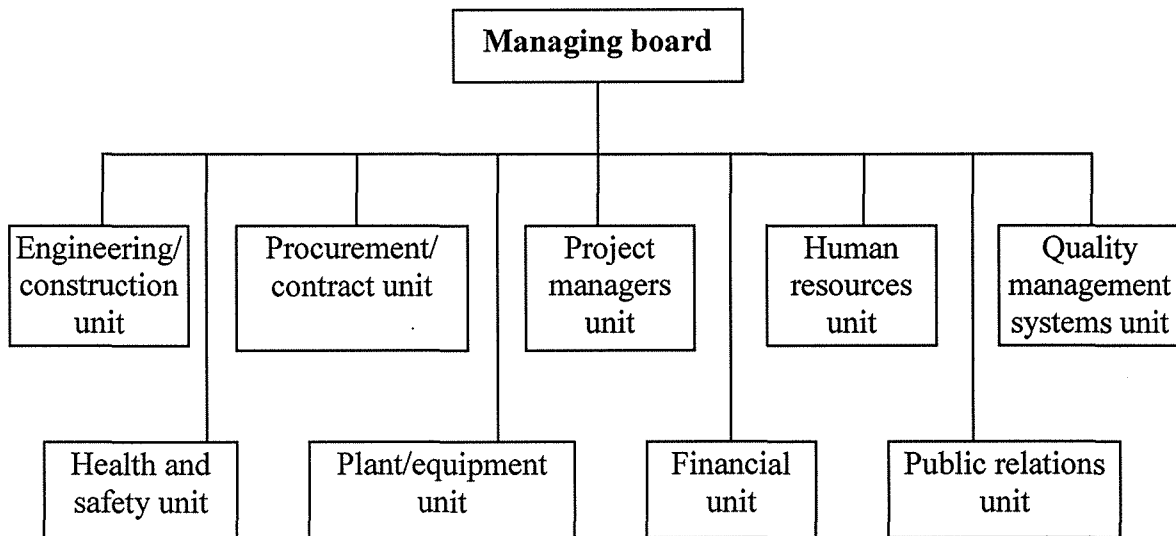 Managing board
Engineering/
construction
unit
Procurement/
contract unit
Project
managers
unit
Human
resources
unit
Quality
management
systems unit
Health and
safety unit
Plant/equipment
unit
Financial
unit
Public relations
unit